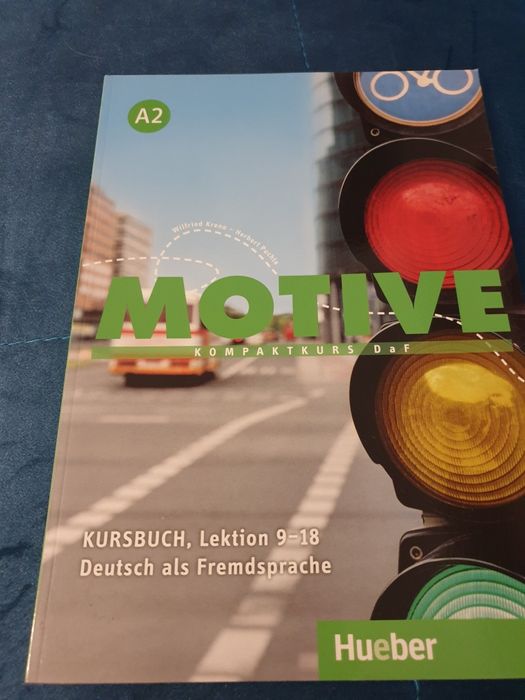 A2
Wilfried Krenn – Herbert Puchta
MOTIVE
KOMPAKTKURS DaF
KURSBUCH, Lektion 9–18
Deutsch als Fremdsprache
Hueber